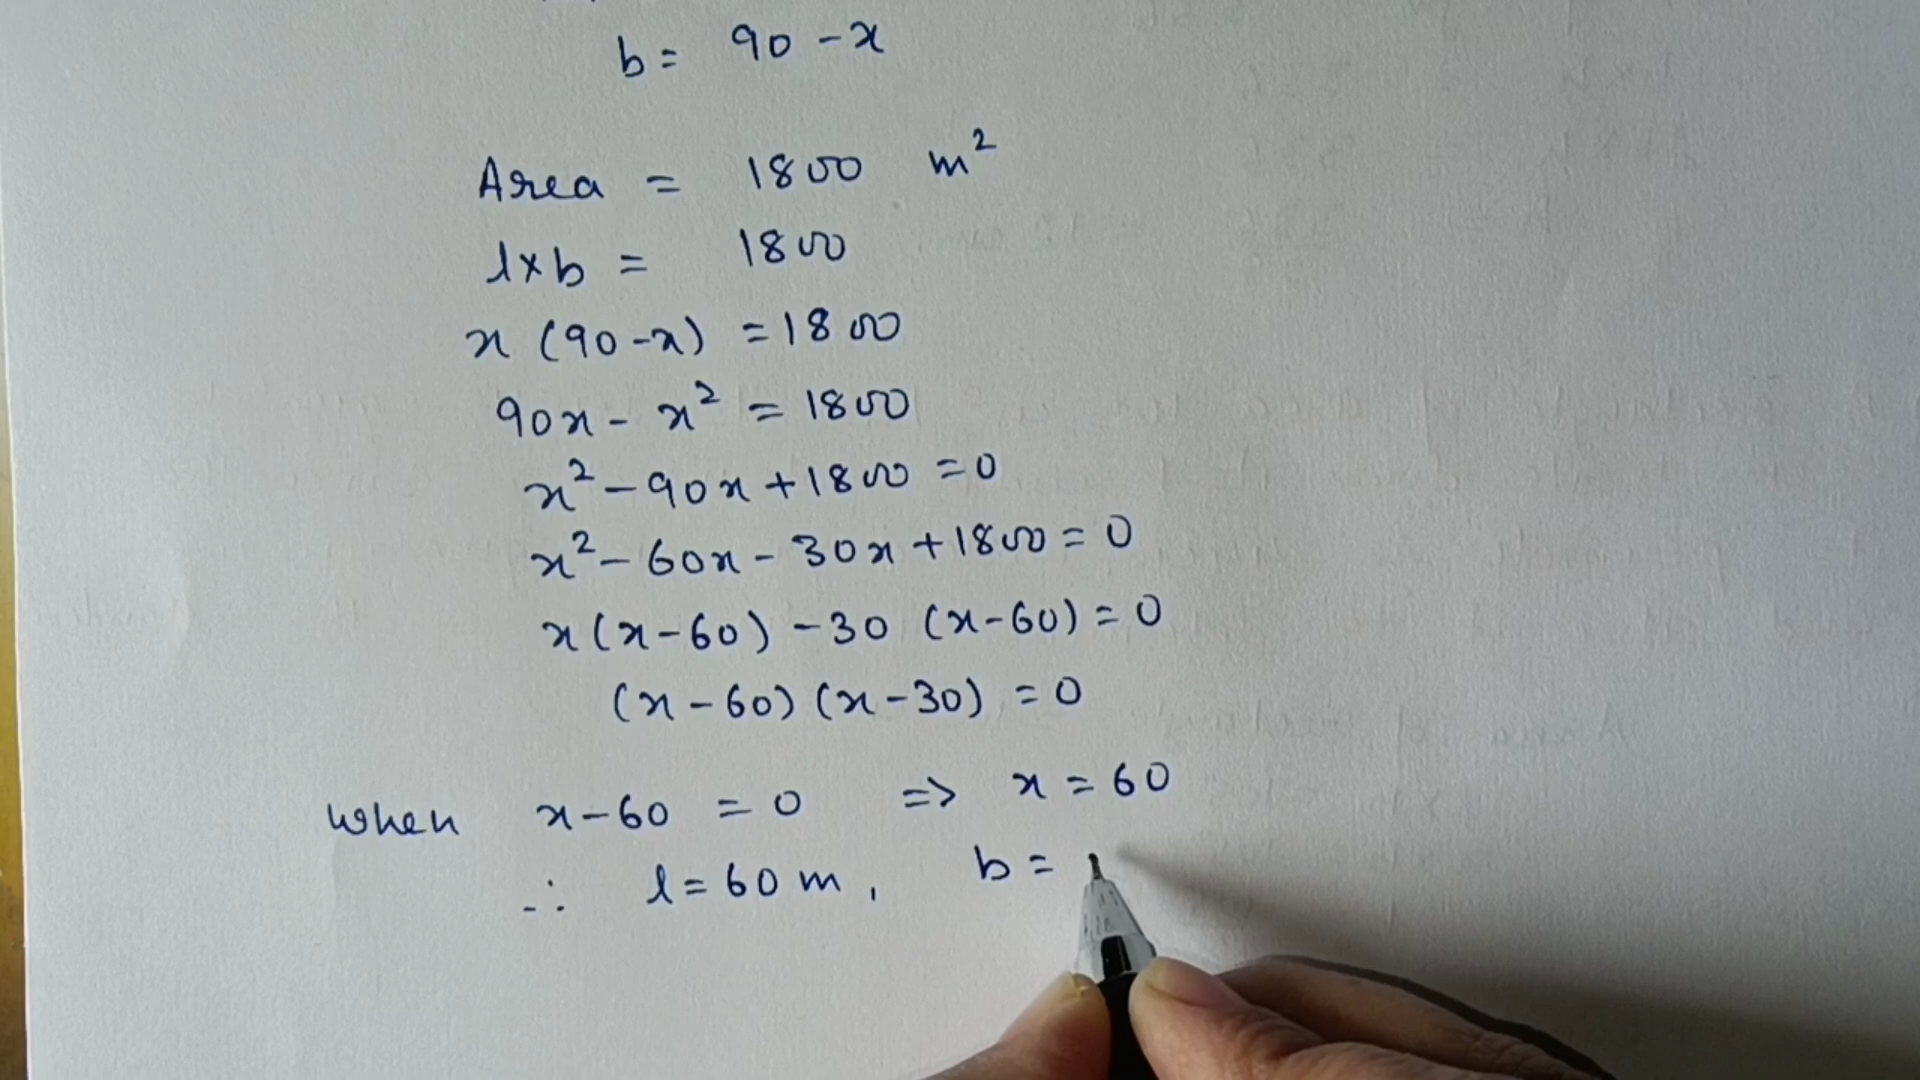 b = 90 - x
Area = 1800 m²
l×b = 1800
x (90-x) = 1800
90x - x² = 1800
x² - 90x + 1800 = 0
x² - 60x - 30x + 1800 = 0
x(x-60) - 30 (x-60) = 0
(x-60) (x-30) = 0
When x-60 = 0 => x = 60
∴ l = 60 m, b =